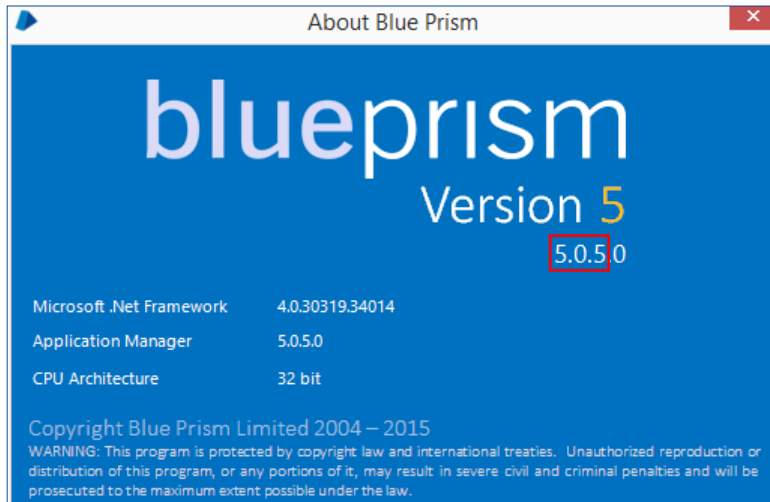 About Blue Prism
blueprism
Version 5
5.0.5.0
Microsoft .Net Framework 4.0.30319.34014
Application Manager 5.0.5.0
CPU Architecture 32 bit
Copyright Blue Prism Limited 2004 – 2015
WARNING: This program is protected by copyright law and international treaties. Unauthorized reproduction or
distribution of this program, or any portions of it, may result in severe civil and criminal penalties and will be
prosecuted to the maximum extent possible under the law.